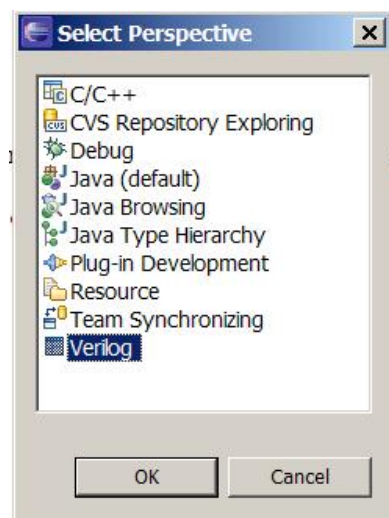 Select Perspective
C/C++
CVS Repository Exploring
Debug
Java (default)
Java Browsing
Java Type Hierarchy
Plug-in Development
Resource
Team Synchronizing
Verilog
OK
Cancel